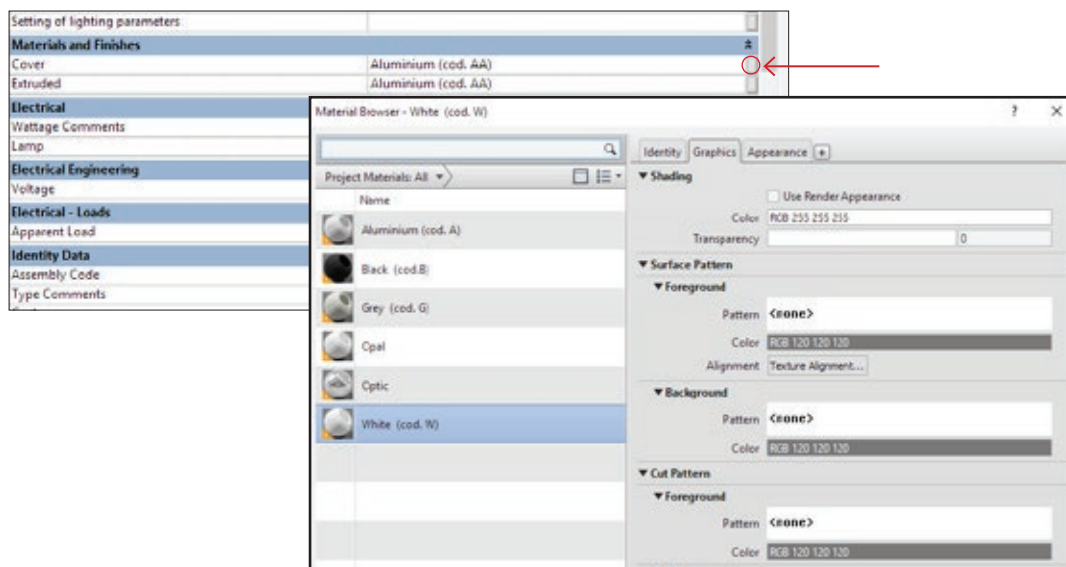 Setting of lighting parameters
Materials and Finishes
Cover Aluminium (cod. AA)
Extruded Aluminium (cod. AA)
Electrical
Wattage Comments
Lamp
Electrical Engineering
Voltage
Electrical - Loads
Apparent Load
Identity Data
Assembly Code
Type Comments
Material Browser - White (cod. W) ? ×
Project Materials: All
Name
Aluminium (cod. A)
Back (cod.B)
Grey (cod. G)
Opal
Optic
White (cod. W)
Identity Graphics Appearance +
Shading
Use Render Appearance
Color RGB 255 255 255
Transparency 0
Surface Pattern
Foreground
Pattern <none>
Color RGB 120 120 120
Alignment Texture Alignment...
Background
Pattern <none>
Color RGB 120 120 120
Cut Pattern
Foreground
Pattern <none>
Color RGB 120 120 120